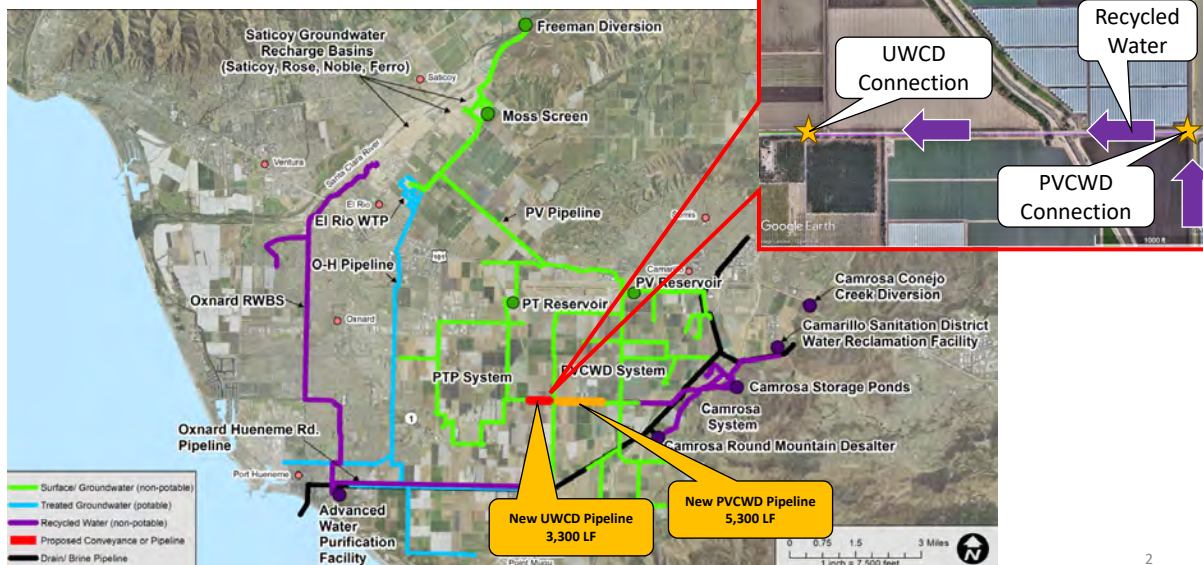 Freeman Diversion
Saticoy Groundwater
Recharge Basins
(Saticoy, Rose, Noble, Ferro)
Saticoy
Moss Screen
Ventura
Santa Clara River
El Rio
El Rio WTP
PV Pipeline
Somis
O-H Pipeline
101
Camarillo
PV Reservoir
Camrosa Conejo
Creek Diversion
Oxnard RWBS
PT Reservoir
Oxnard
Camarillo Sanitation District
Water Reclamation Facility
PTP System
PVCWD System
Camrosa Storage Ponds
Camrosa
System
1
Oxnard Hueneme Rd.
Pipeline
Camrosa Round Mountain Desalter
Port Hueneme
Advanced
Water
Purification
Facility
New UWCD Pipeline
3,300 LF
New PVCWD Pipeline
5,300 LF
Point Mugu
Surface/ Groundwater (non-potable)
Treated Groundwater (potable)
Recycled Water (non-potable)
Proposed Conveyance or Pipeline
Drain/ Brine Pipeline
0 0.75 1.5 3 Miles
1 inch = 7,500 feet
N
UWCD
Connection
Recycled
Water
PVCWD
Connection
Google Earth
1000 ft
2